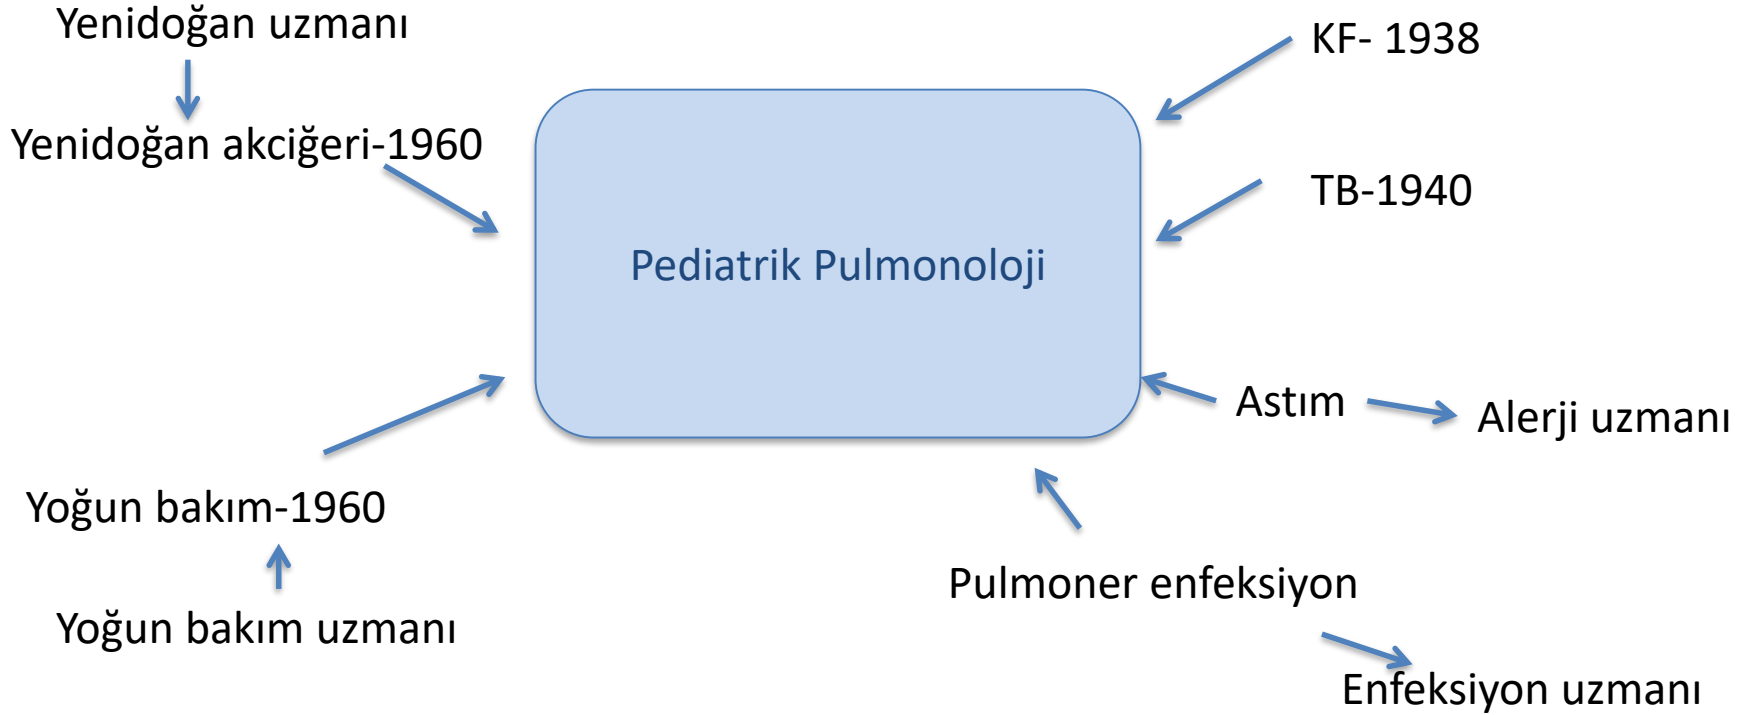 Yenidoğan uzmanı
KF- 1938
Yenidoğan akciğeri-1960
TB-1940
Pediatrik Pulmonoloji
Astım
Alerji uzmanı
Yoğun bakım-1960
Pulmoner enfeksiyon
Yoğun bakım uzmanı
Enfeksiyon uzmanı